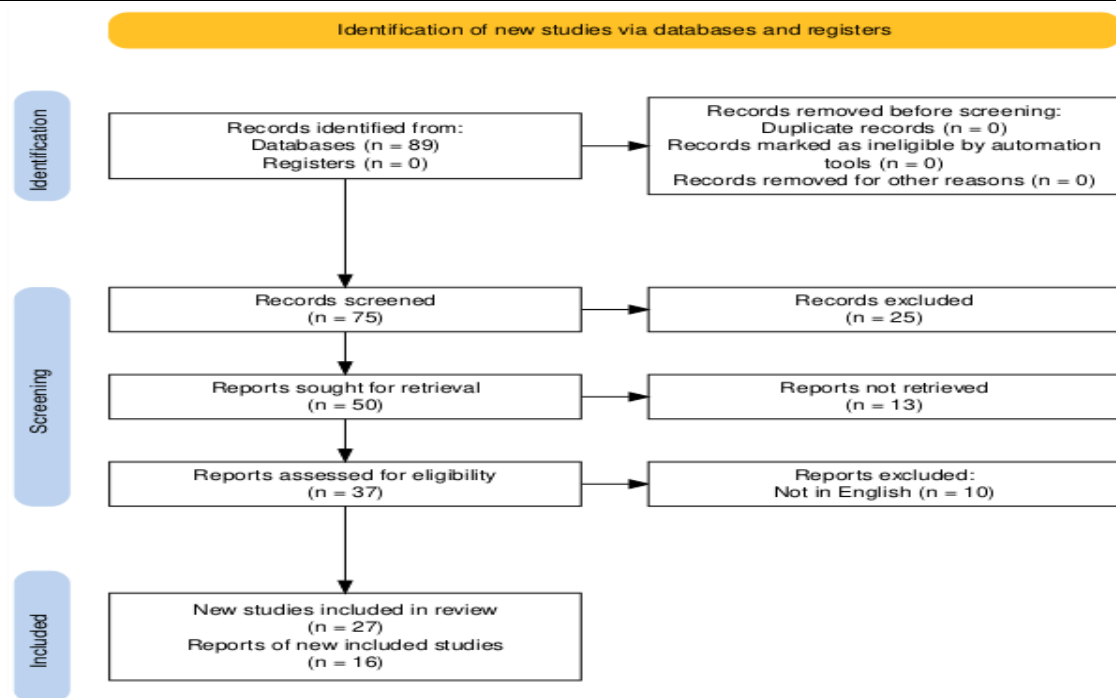 Identification of new studies via databases and registers
Identification
Records identified from:
Databases (n = 89)
Registers (n = 0)
Records removed before screening:
Duplicate records (n = 0)
Records marked as ineligible by automation
tools (n = 0)
Records removed for other reasons (n = 0)
Screening
Records screened
(n = 75)
Records excluded
(n = 25)
Reports sought for retrieval
(n = 50)
Reports not retrieved
(n = 13)
Reports assessed for eligibility
(n = 37)
Reports excluded:
Not in English (n = 10)
Included
New studies included in review
(n = 27)
Reports of new included studies
(n = 16)